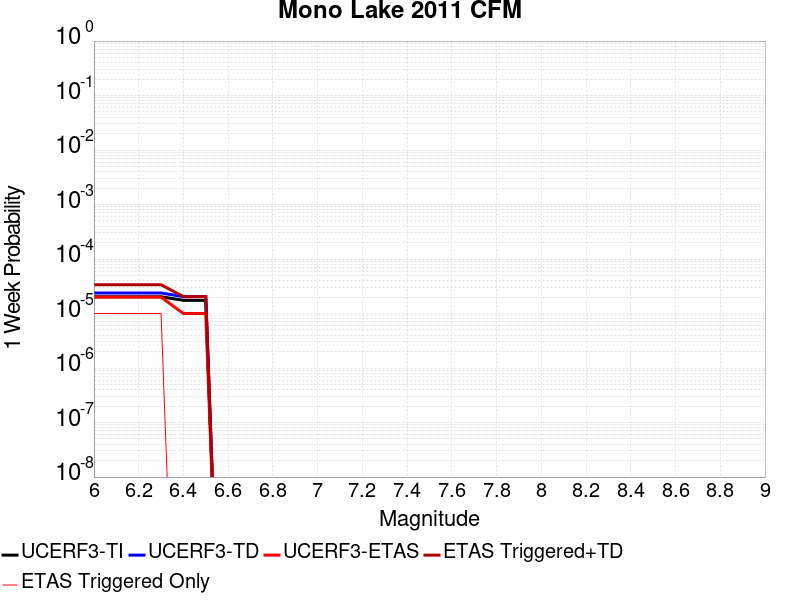 Mono Lake 2011 CFM
10^0
10^-1
10^-2
10^-3
10^-4
10^-5
10^-6
10^-7
10^-8
1 Week Probability
6 6.2 6.4 6.6 6.8 7 7.2 7.4 7.6 7.8 8 8.2 8.4 8.6 8.8 9
Magnitude
UCERF3-TI UCERF3-TD UCERF3-ETAS ETAS Triggered+TD
ETAS Triggered Only